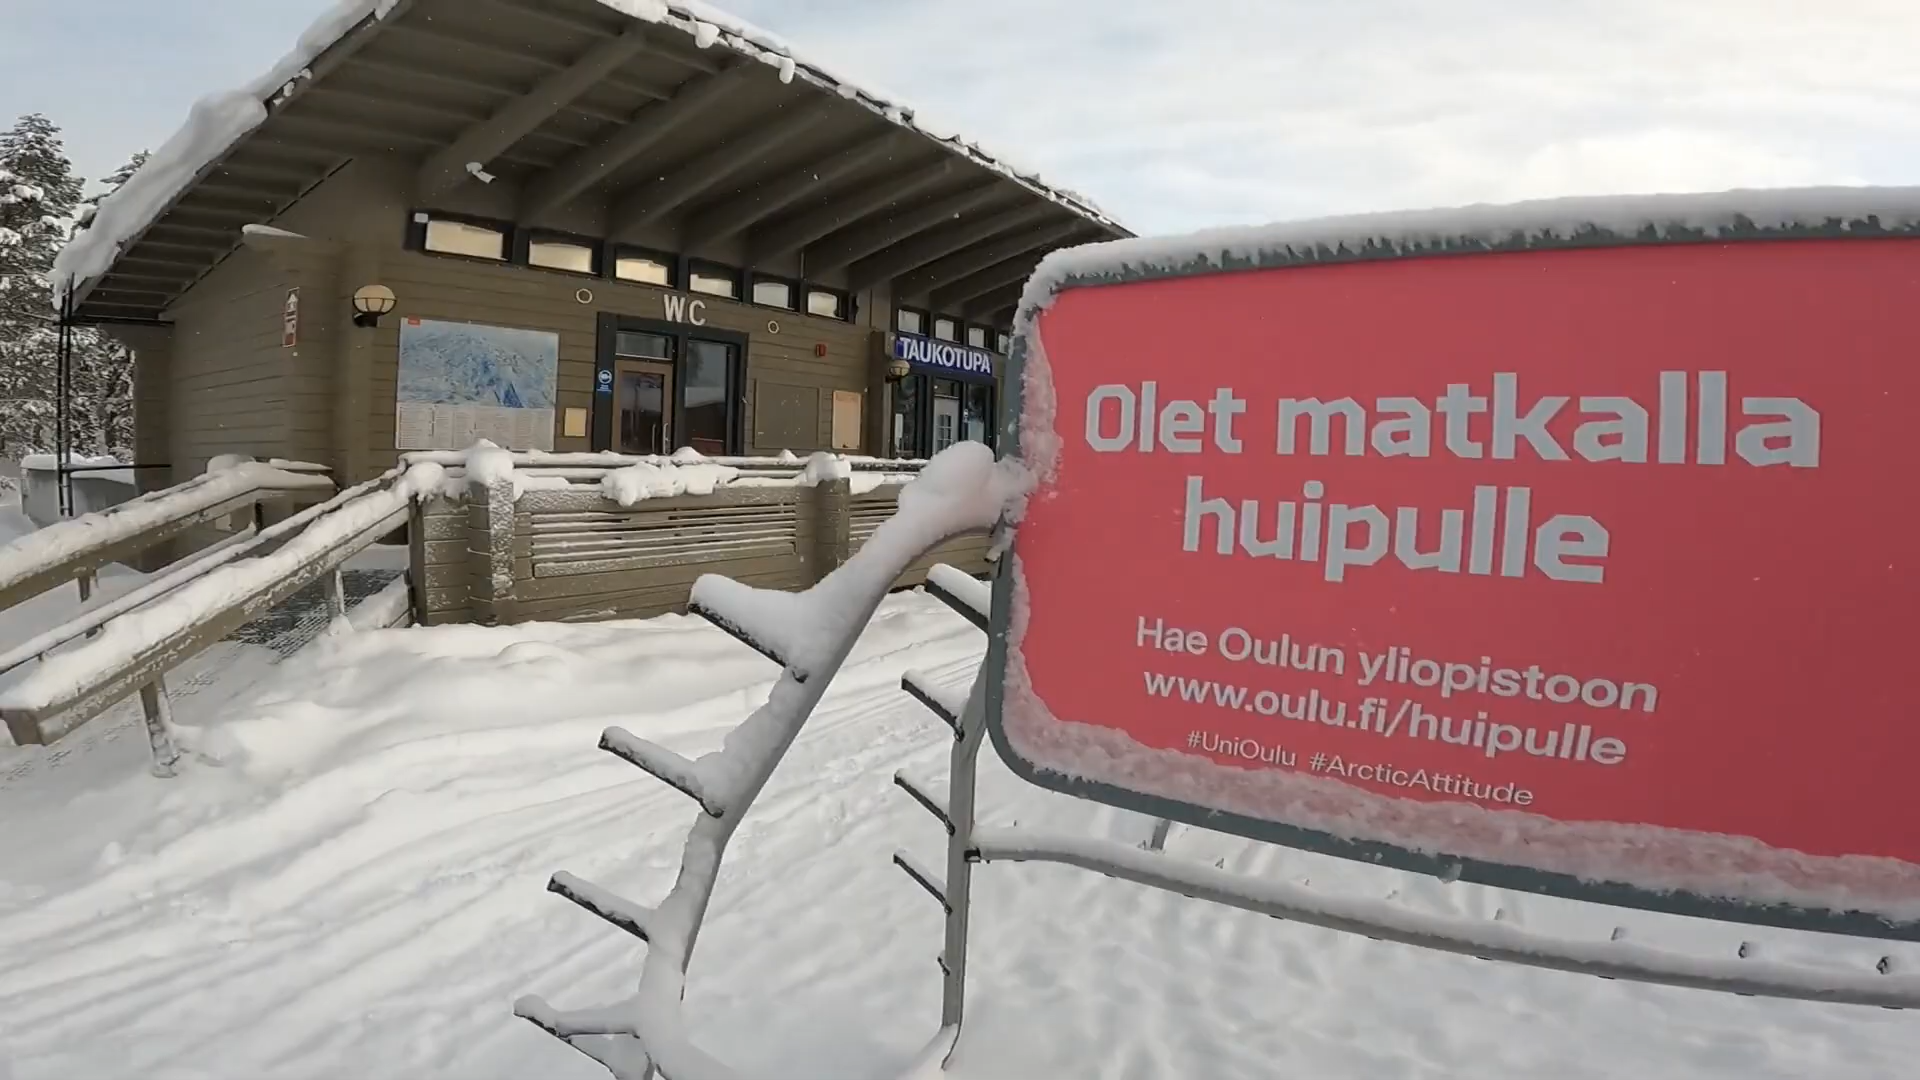 WC
TAUKOTUPA
Olet matkalla
huipulle
Hae Oulun yliopistoon
www.oulu.fi/huipulle
#UniOulu #ArcticAttitude